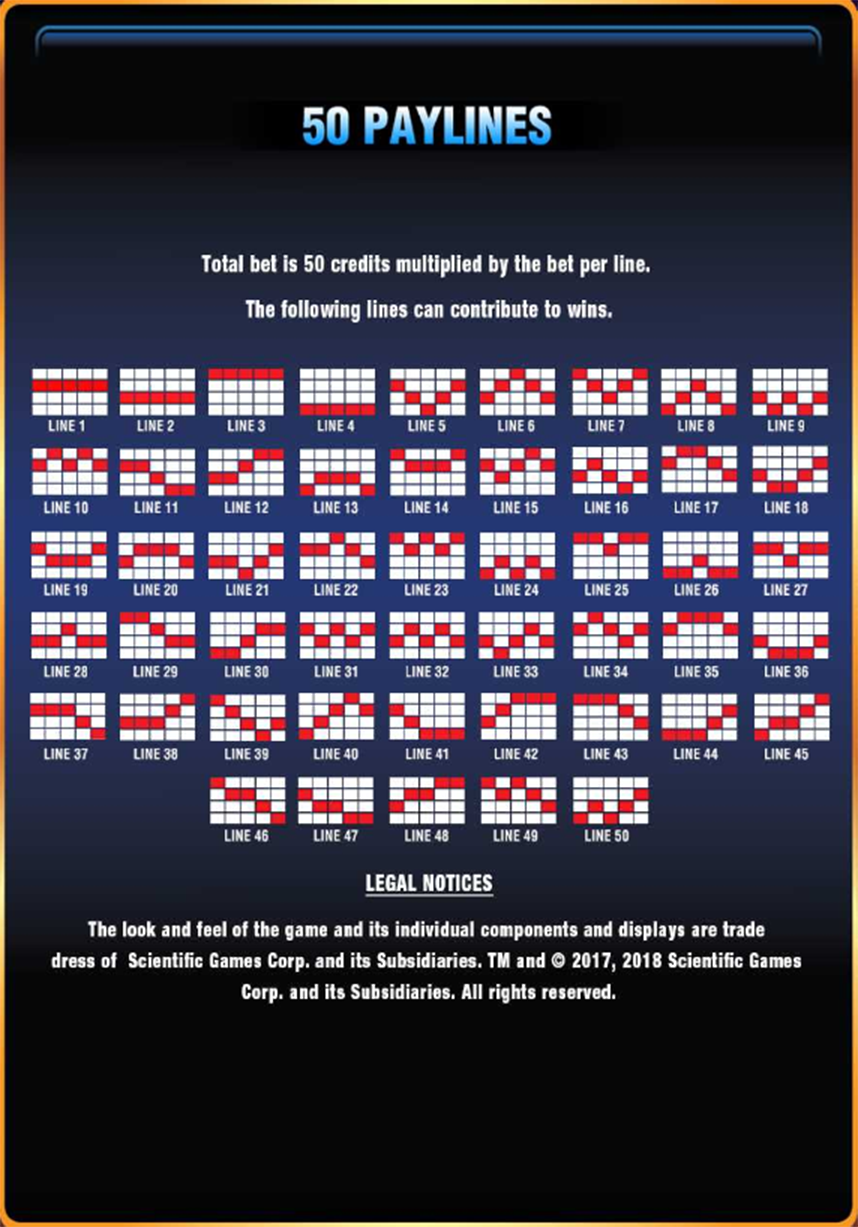 50 PAYLINES
Total bet is 50 credits multiplied by the bet per line.
The following lines can contribute to wins.
LINE 1 LINE 2 LINE 3 LINE 4 LINE 5 LINE 6 LINE 7 LINE 8 LINE 9
LINE 10 LINE 11 LINE 12 LINE 13 LINE 14 LINE 15 LINE 16 LINE 17 LINE 18
LINE 19 LINE 20 LINE 21 LINE 22 LINE 23 LINE 24 LINE 25 LINE 26 LINE 27
LINE 28 LINE 29 LINE 30 LINE 31 LINE 32 LINE 33 LINE 34 LINE 35 LINE 36
LINE 37 LINE 38 LINE 39 LINE 40 LINE 41 LINE 42 LINE 43 LINE 44 LINE 45
LINE 46 LINE 47 LINE 48 LINE 49 LINE 50
LEGAL NOTICES
The look and feel of the game and its individual components and displays are trade
dress of Scientific Games Corp. and its Subsidiaries. TM and © 2017, 2018 Scientific Games
Corp. and its Subsidiaries. All rights reserved.